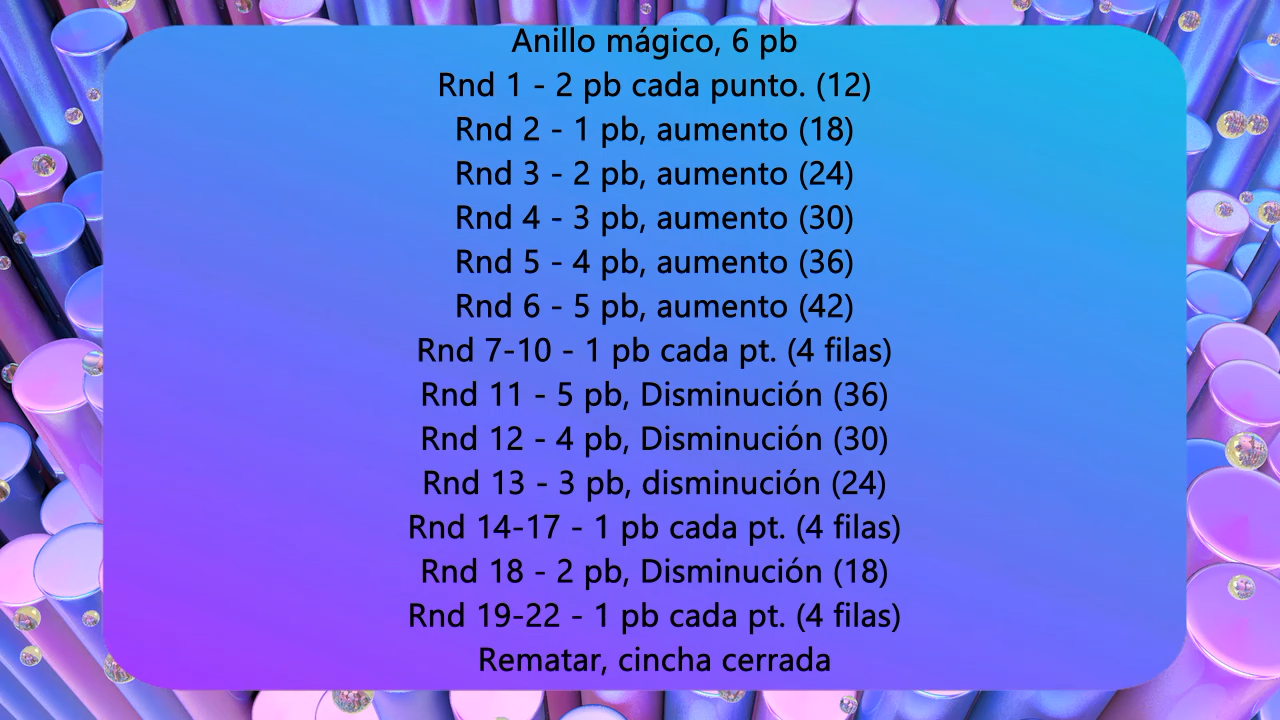 Anillo mágico, 6 pb
Rnd 1 - 2 pb cada punto. (12)
Rnd 2 - 1 pb, aumento (18)
Rnd 3 - 2 pb, aumento (24)
Rnd 4 - 3 pb, aumento (30)
Rnd 5 - 4 pb, aumento (36)
Rnd 6 - 5 pb, aumento (42)
Rnd 7-10 - 1 pb cada pt. (4 filas)
Rnd 11 - 5 pb, Disminución (36)
Rnd 12 - 4 pb, Disminución (30)
Rnd 13 - 3 pb, disminución (24)
Rnd 14-17 - 1 pb cada pt. (4 filas)
Rnd 18 - 2 pb, Disminución (18)
Rnd 19-22 - 1 pb cada pt. (4 filas)
Rematar, cincha cerrada